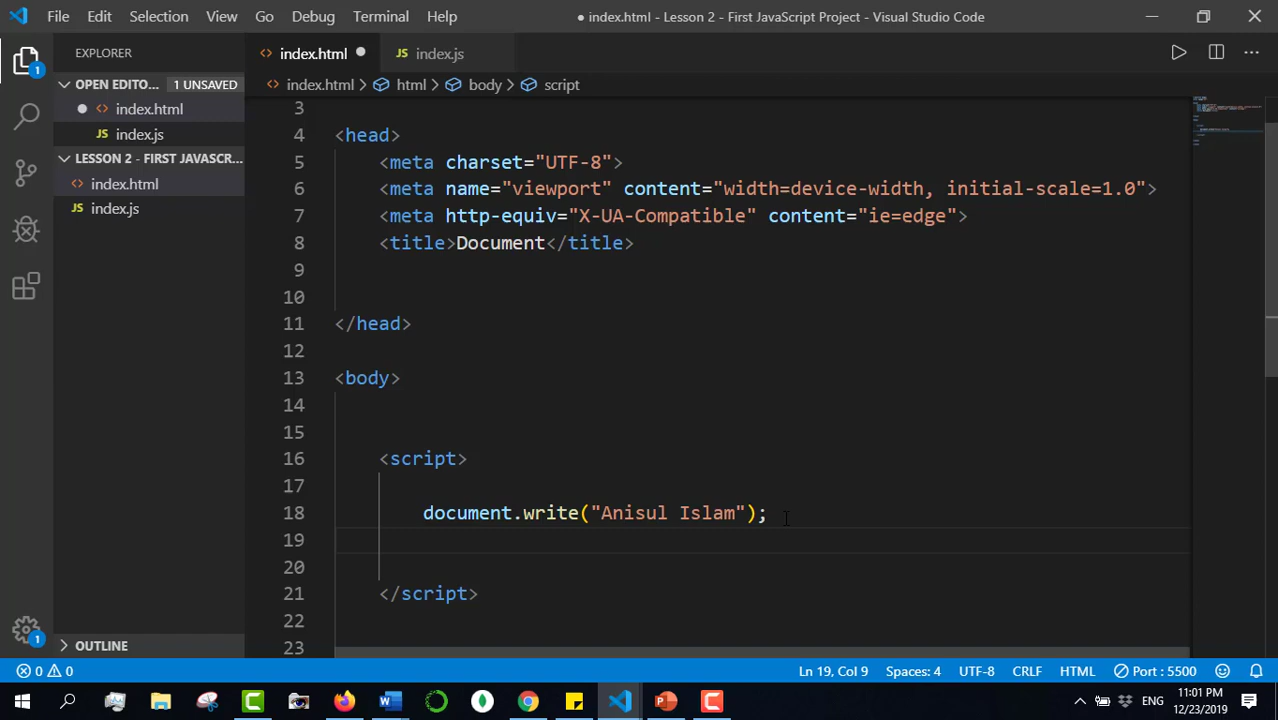 File Edit Selection View Go Debug Terminal Help ● index.html - Lesson 2 - First JavaScript Project - Visual Studio Code
EXPLORER
OPEN EDITO... 1 UNSAVED
index.html
JS index.js
LESSON 2 - FIRST JAVASCR...
index.html
JS index.js
OUTLINE
index.html ● JS index.js
index.html > html > body > script
3
4 <head>
5 <meta charset="UTF-8">
6 <meta name="viewport" content="width=device-width, initial-scale=1.0">
7 <meta http-equiv="X-UA-Compatible" content="ie=edge">
8 <title>Document</title>
9
10
11 </head>
12
13 <body>
14
15
16 <script>
17
18 document.write("Anisul Islam");
19
20
21 </script>
22
23
1
1
0 0 Ln 19, Col 9 Spaces: 4 UTF-8 CRLF HTML Port : 5500
ENG 11:01 PM
12/23/2019